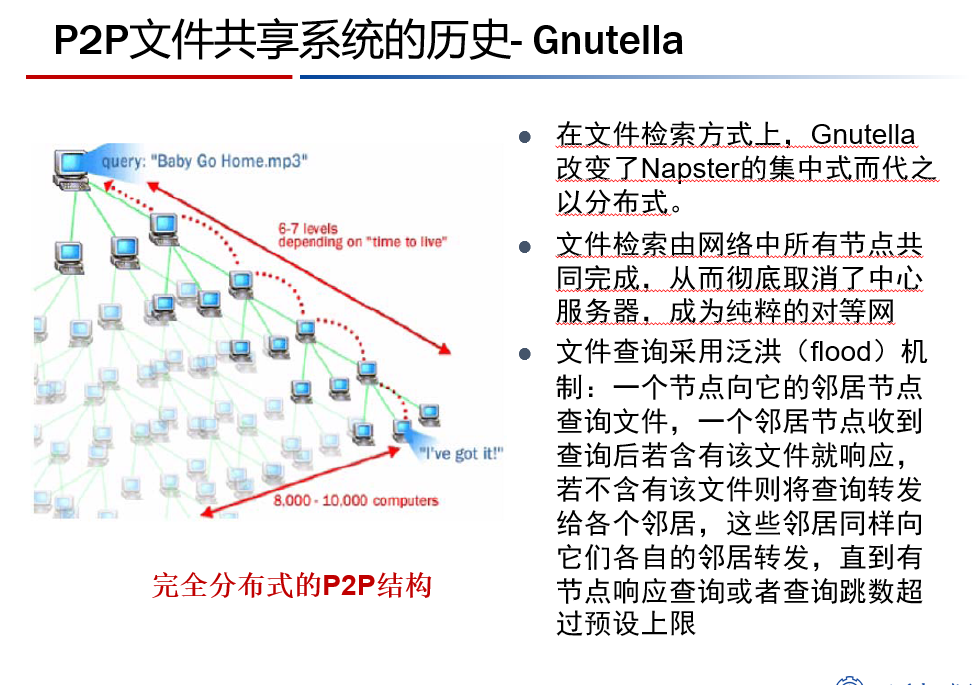 P2P文件共享系统的历史- Gnutella
query: "Baby Go Home.mp3"
6-7 levels
depending on "time to live"
"I've got it!"
8,000 - 10,000 computers
完全分布式的P2P结构
在文件检索方式上，Gnutella
改变了Napster的集中式而代之
以分布式。
文件检索由网络中所有节点共
同完成，从而彻底取消了中心
服务器，成为纯粹的对等网
文件查询采用泛洪（flood）机
制：一个节点向它的邻居节点
查询文件，一个邻居节点收到
查询后若含有该文件就响应，
若不含有该文件则将查询转发
给各个邻居，这些邻居同样向
它们各自的邻居转发，直到有
节点响应查询或者查询跳数超
过预设上限